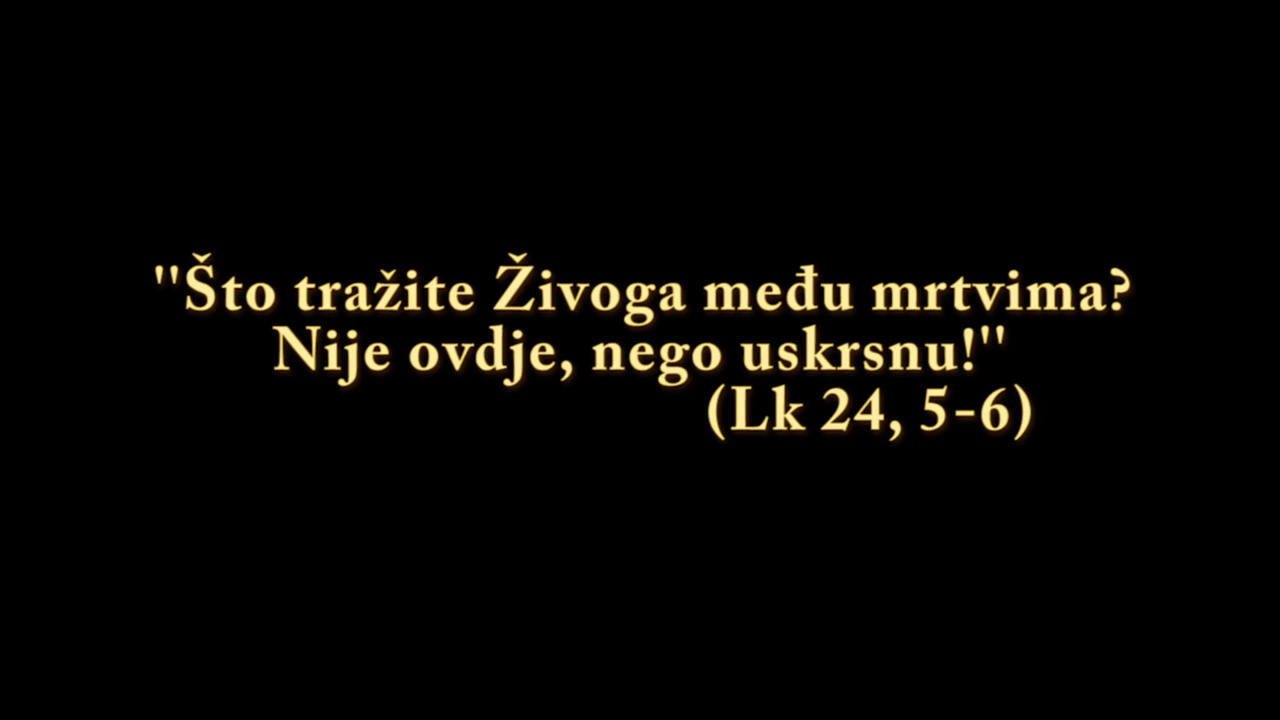 "Što tražite Živoga među mrtvima?
Nije ovdje, nego uskrsnu!"
(Lk 24, 5-6)